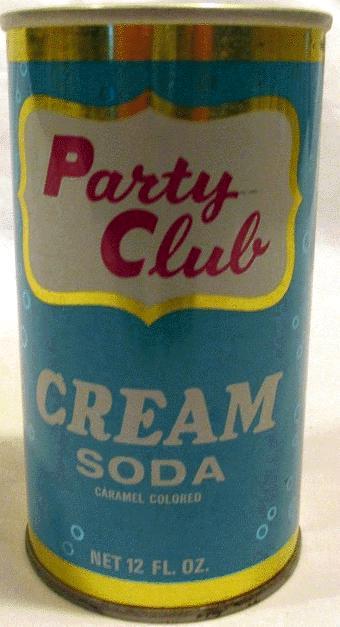 Party
Club
CREAM
SODA
CARAMEL COLORED
NET 12 FL. OZ.